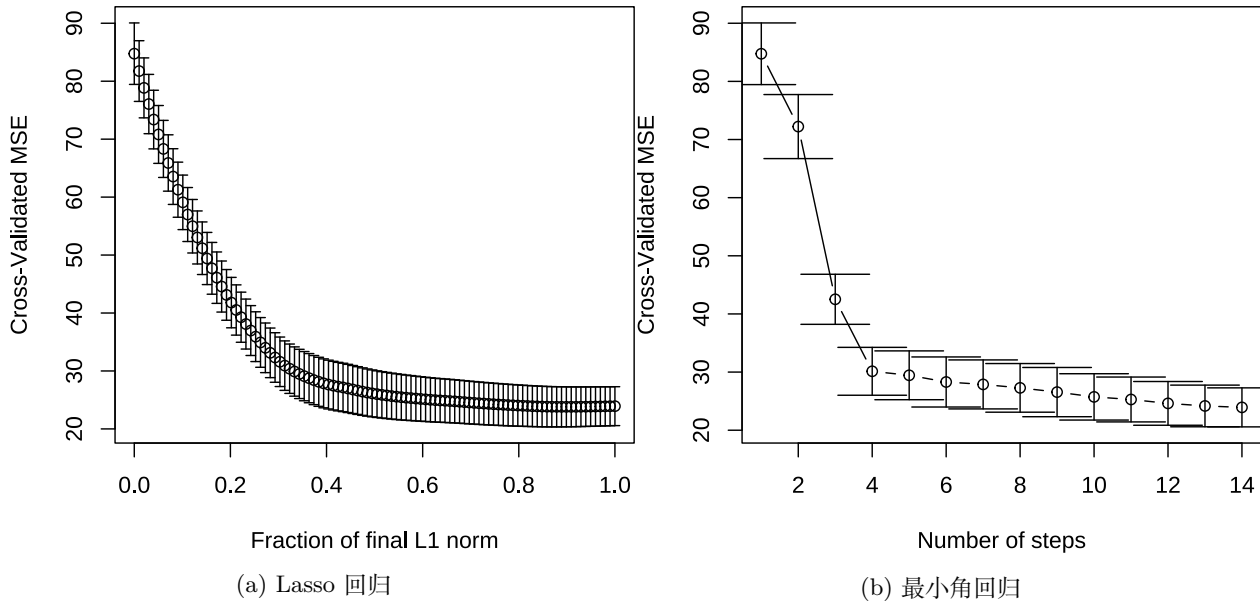 Cross-Validated MSE
90
80
70
60
50
40
30
20
0.0 0.2 0.4 0.6 0.8 1.0
Fraction of final L1 norm
(a) Lasso 回归
Cross-Validated MSE
90
80
70
60
50
40
30
20
2 4 6 8 10 12 14
Number of steps
(b) 最小角回归